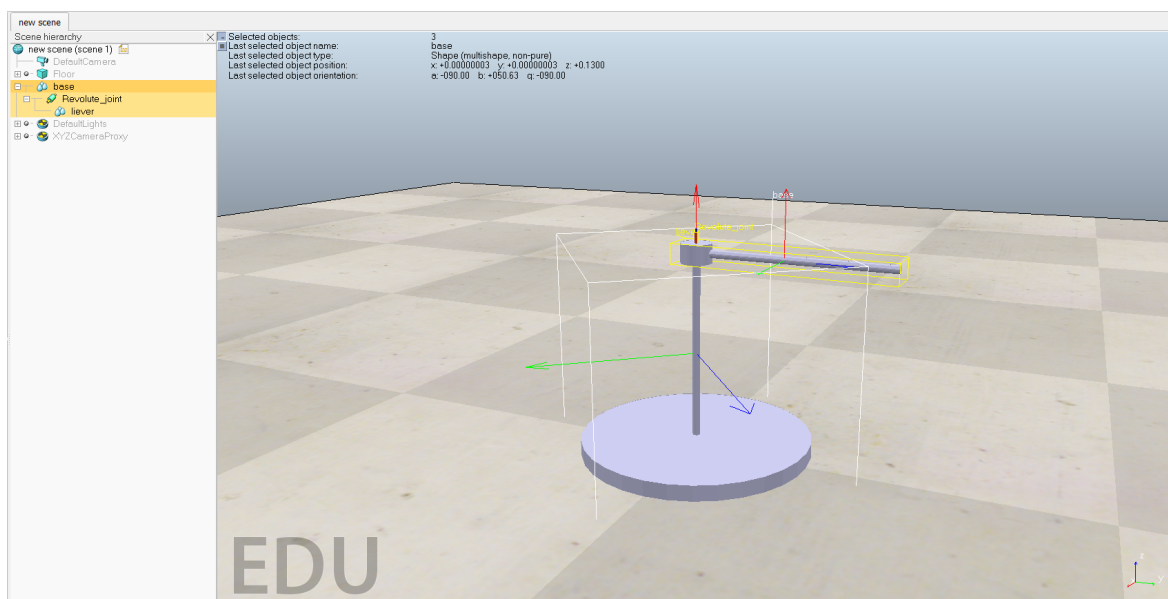 new scene
Scene hierarchy
new scene (scene 1)
DefaultCamera
Floor
base
Revolute_joint
liever
DefaultLights
XYZCameraProxy
Selected objects: 3
Last selected object name: base
Last selected object type: Shape (multishape, non-pure)
Last selected object position: x: +0.00000003 y: +0.00000003 z: +0.1300
Last selected object orientation: a: -090.00 b: +050.63 g: -090.00
base
Revolute_joint
EDU
z
y